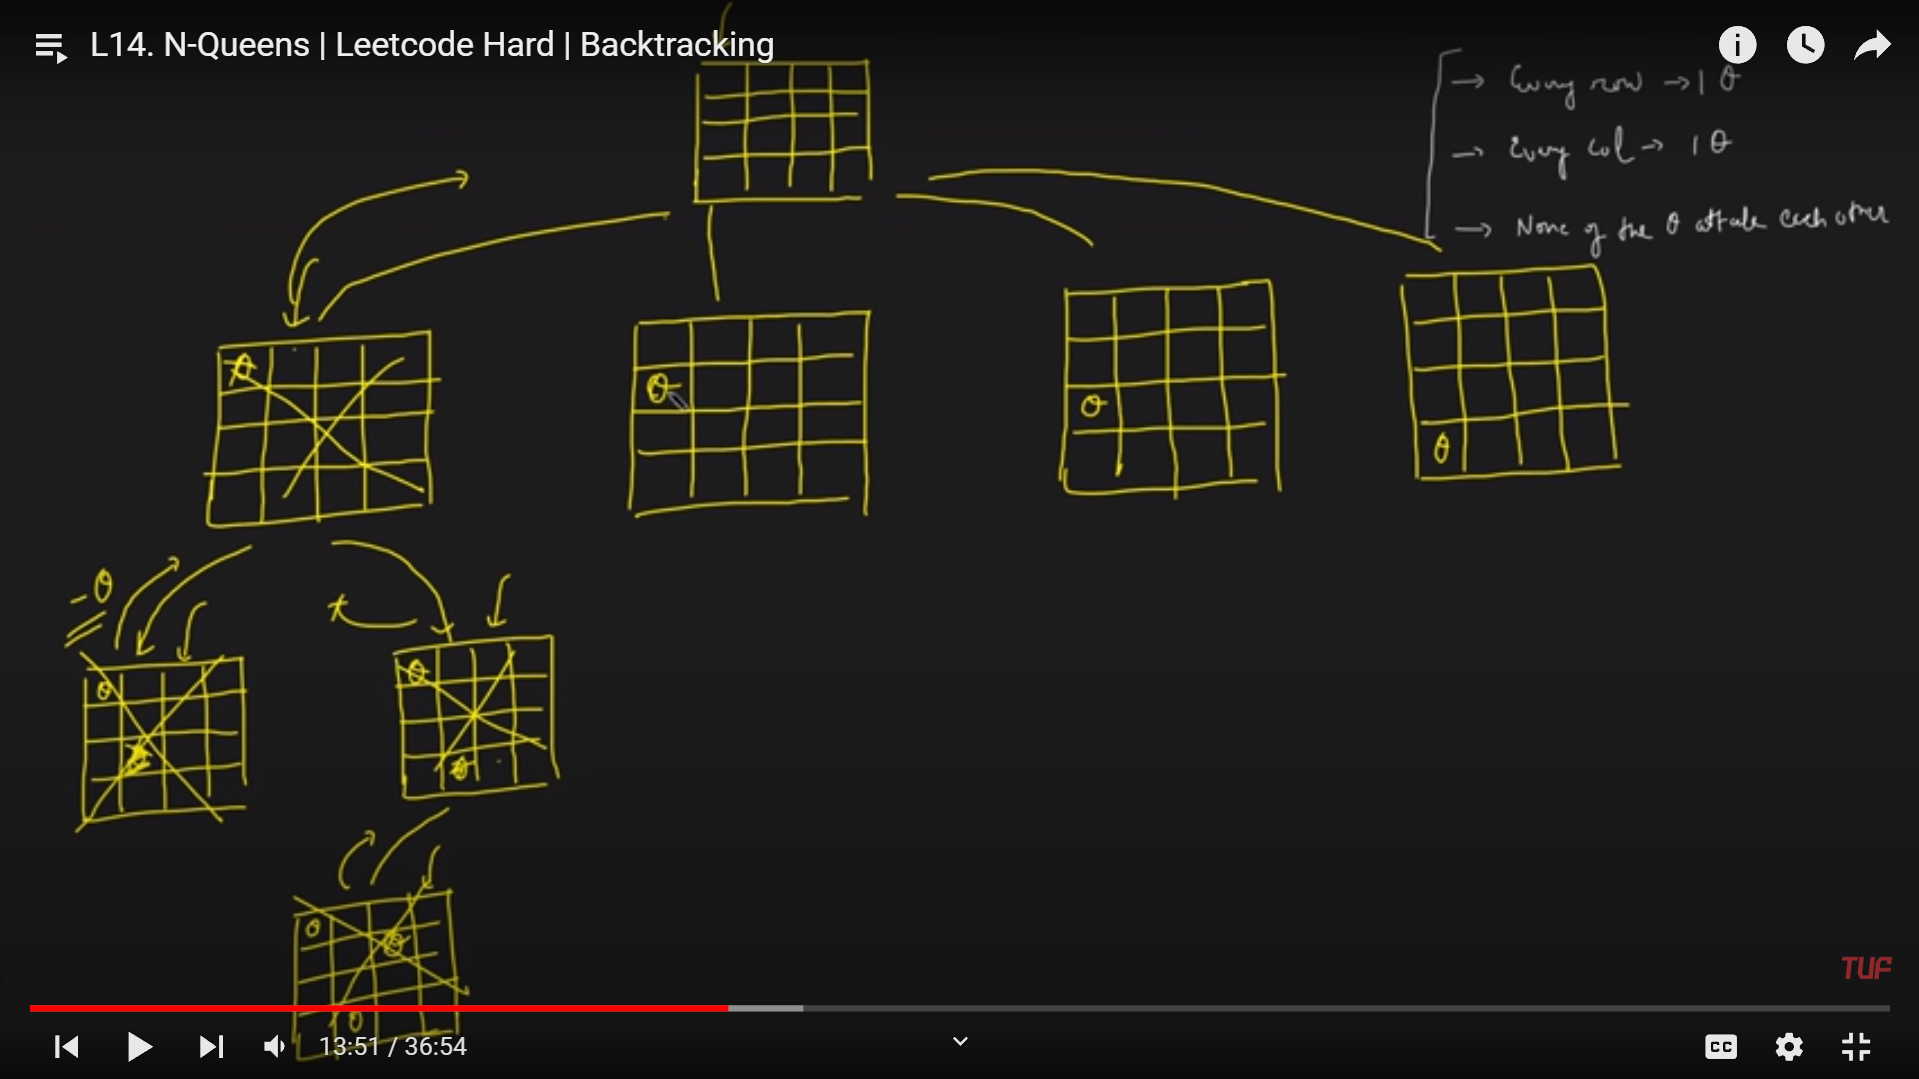 L14. N-Queens | Leetcode Hard | Backtracking
→ Every row → 1 Q
→ Every col → 1 Q
→ None of the Q attack each other
Q
Q
Q
Q
- Q
Q
Q
Q
Q
Q
Q
Q
TUF
13:51 / 36:54
CC